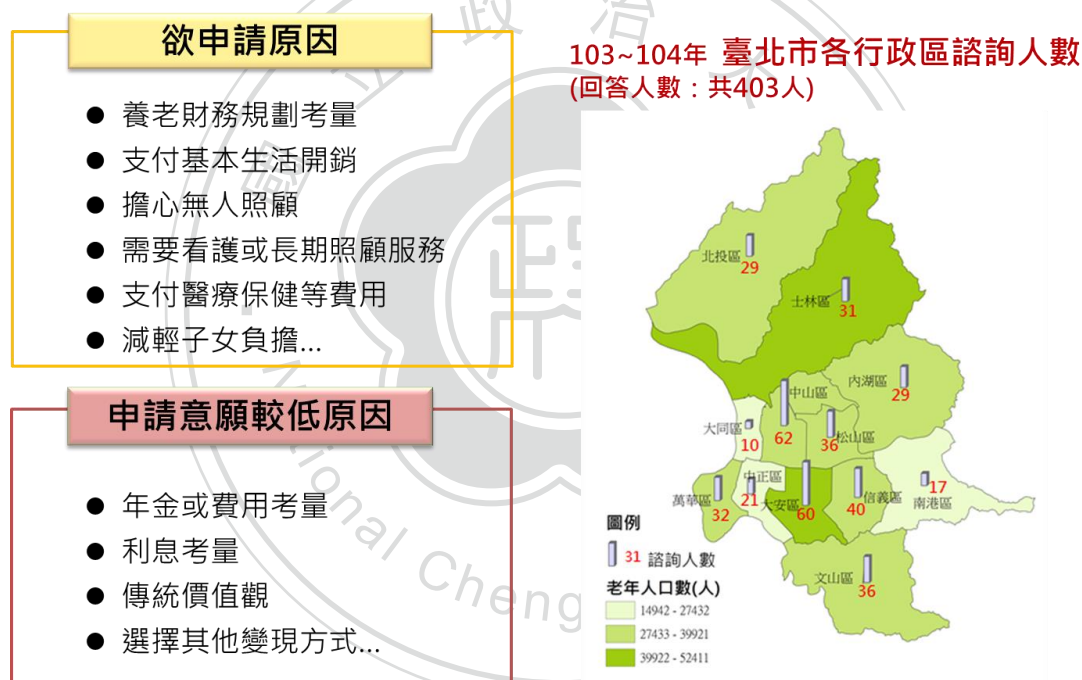 欲申請原因
● 養老財務規劃考量
● 支付基本生活開銷
● 擔心無人照顧
● 需要看護或長期照顧服務
● 支付醫療保健等費用
● 減輕子女負擔...
申請意願較低原因
● 年金或費用考量
● 利息考量
● 傳統價值觀
● 選擇其他變現方式...
103~104年 臺北市各行政區諮詢人數
(回答人數：共403人)
北投區
29
士林區
31
內湖區
29
中山區
62
大同區
10
松山區
36
中正區
21
萬華區
32
大安區
60
信義區
40
南港區
17
文山區
36
圖例
31 諮詢人數
老年人口數(人)
14942 - 27432
27433 - 39921
39922 - 52411
政
治
國
立
National Cheng